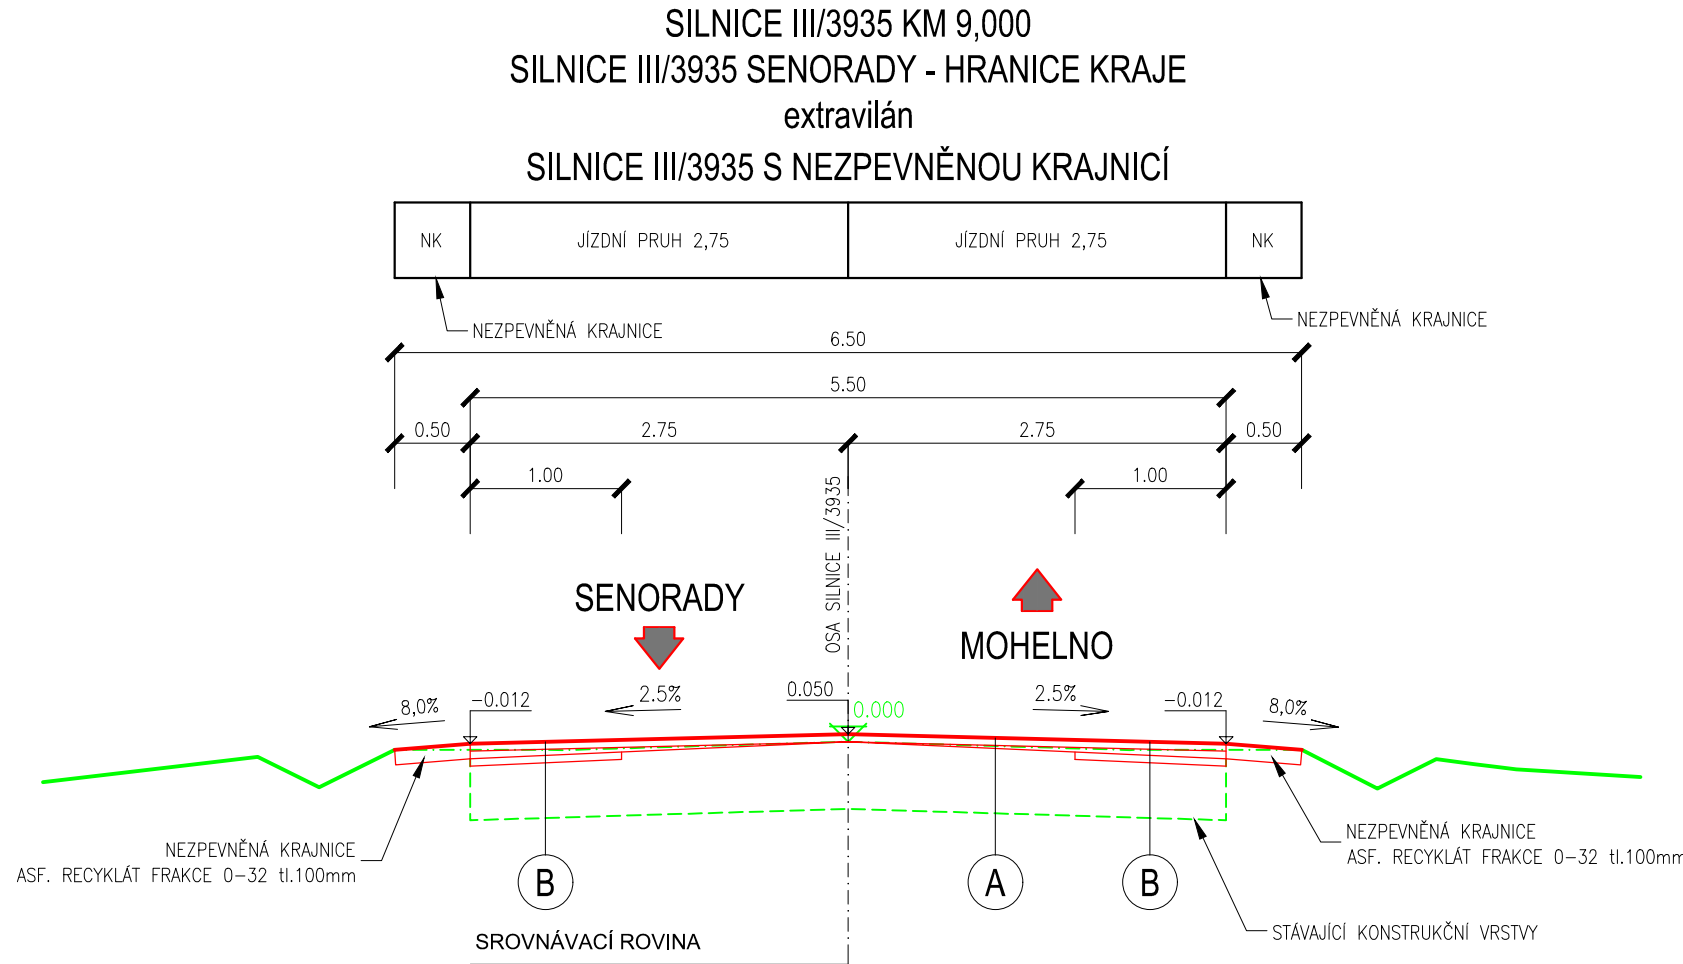 SILNICE III/3935 KM 9,000
SILNICE III/3935 SENORADY - HRANICE KRAJE
extravilán
SILNICE III/3935 S NEZPEVNĚNOU KRAJNICÍ
NK
JÍZDNÍ PRUH 2,75
JÍZDNÍ PRUH 2,75
NK
NEZPEVNĚNÁ KRAJNICE
NEZPEVNĚNÁ KRAJNICE
6.50
5.50
0.50
2.75
2.75
0.50
1.00
1.00
OSA SILNICE III/3935
SENORADY
MOHELNO
8,0%
-0.012
2.5%
0.050
0.000
2.5%
-0.012
8,0%
NEZPEVNĚNÁ KRAJNICE
ASF. RECYKLÁT FRAKCE 0-32 tl.100mm
NEZPEVNĚNÁ KRAJNICE
ASF. RECYKLÁT FRAKCE 0-32 tl.100mm
B
A
B
STÁVAJÍCÍ KONSTRUKČNÍ VRSTVY
SROVNÁVACÍ ROVINA